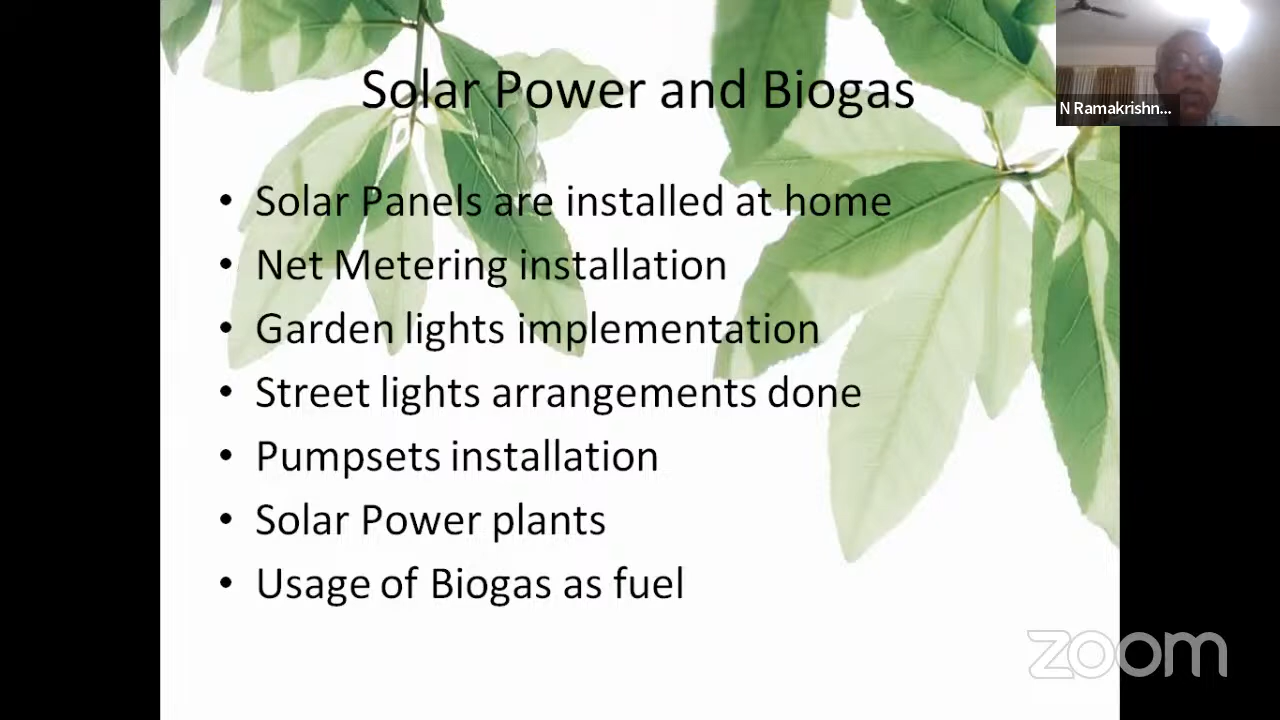 Solar Power and Biogas
N Ramakrishn...
• Solar Panels are installed at home
• Net Metering installation
• Garden lights implementation
• Street lights arrangements done
• Pumpsets installation
• Solar Power plants
• Usage of Biogas as fuel
zoom